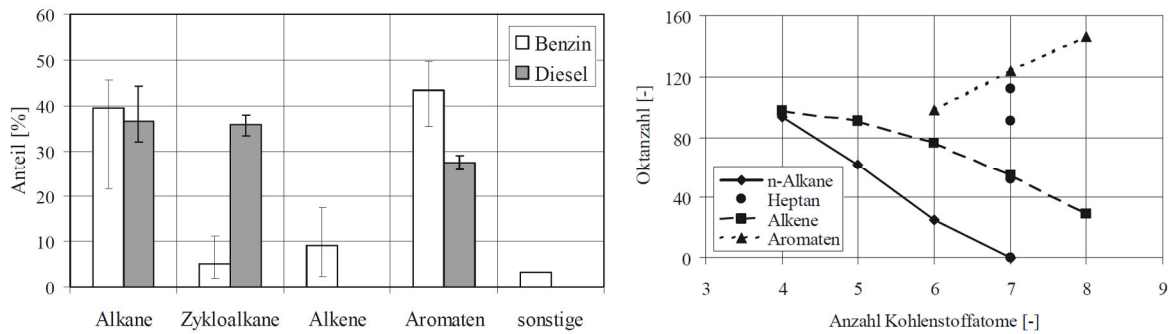 60
50
40
30
20
10
0
Anteil [%]
Benzin
Diesel
Alkane Zykloalkane Alkene Aromaten sonstige
160
120
80
40
0
Oktanzahl [-]
n-Alkane
Heptan
Alkene
Aromaten
3 4 5 6 7 8 9
Anzahl Kohlenstoffatome [-]